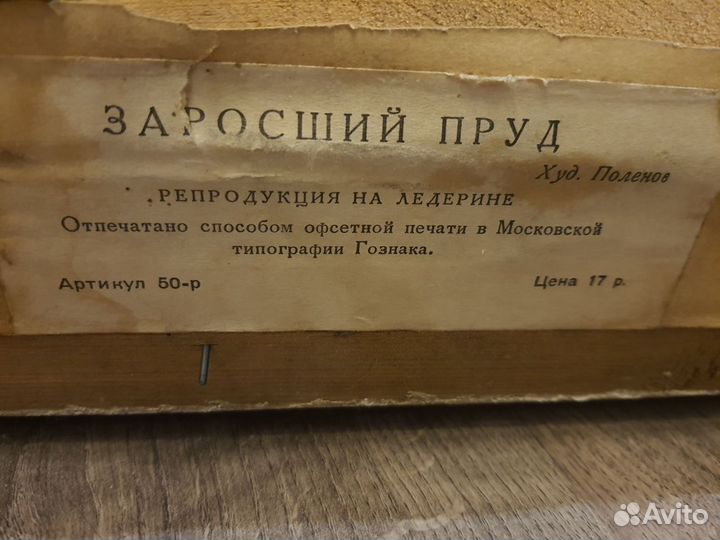 ЗАРОСШИЙ ПРУД
Худ. Поленов
РЕПРОДУКЦИЯ НА ЛЕДЕРИНЕ
Отпечатано способом офсетной печати в Московской
типографии Гознака.
Артикул 50-р Цена 17 р.
Avito